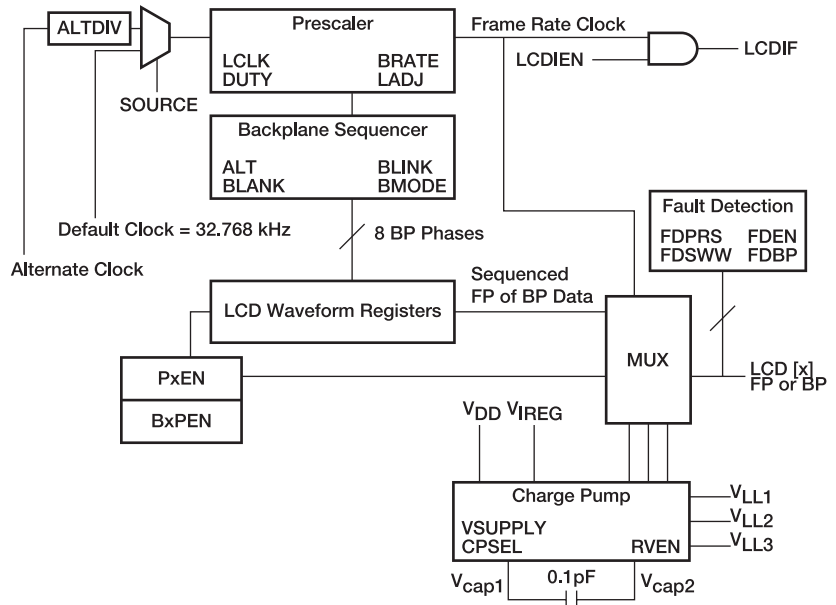 ALTDIV
Prescaler
LCLK BRATE
DUTY LADJ
Frame Rate Clock
LCDIEN
LCDIF
SOURCE
Backplane Sequencer
ALT BLINK
BLANK BMODE
Default Clock = 32.768 kHz
Alternate Clock
8 BP Phases
Fault Detection
FDPRS FDEN
FDSWW FDBP
LCD Waveform Registers
Sequenced
FP of BP Data
MUX
LCD [x]
FP or BP
PxEN
BxPEN
VDD VIREG
Charge Pump
VSUPPLY
CPSEL RVEN
VLL1
VLL2
VLL3
Vcap1 0.1pF Vcap2